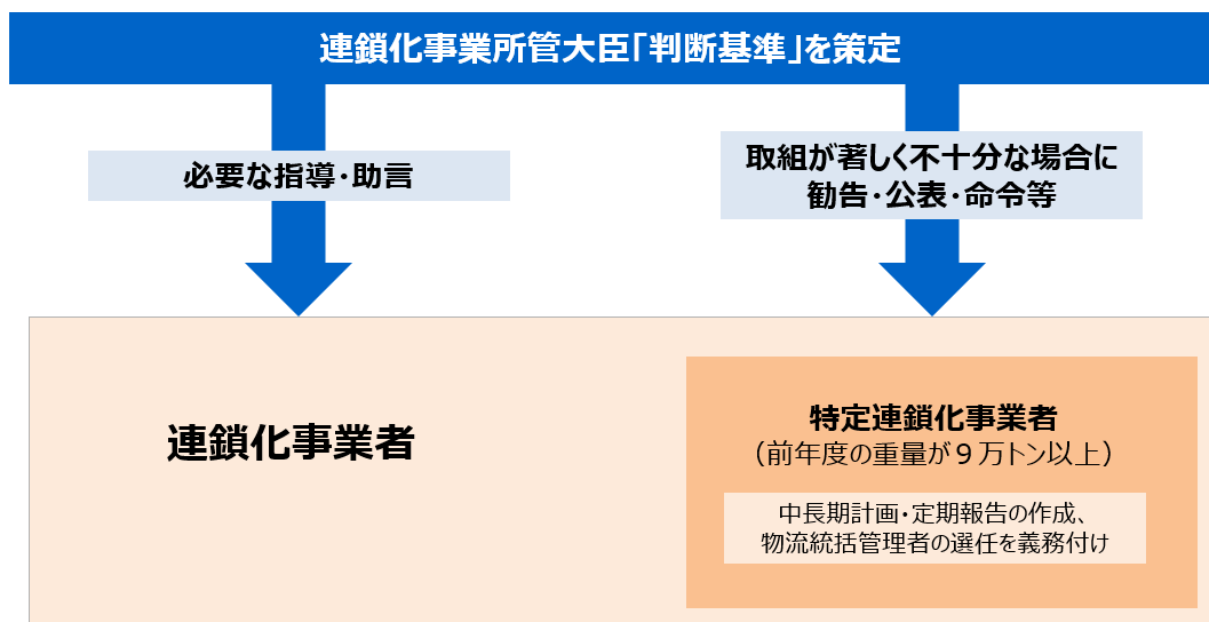 連鎖化事業所管大臣「判断基準」を策定
必要な指導・助言
取組が著しく不十分な場合に
勧告・公表・命令等
連鎖化事業者
特定連鎖化事業者
（前年度の重量が９万トン以上）
中長期計画・定期報告の作成、
物流統括管理者の選任を義務付け